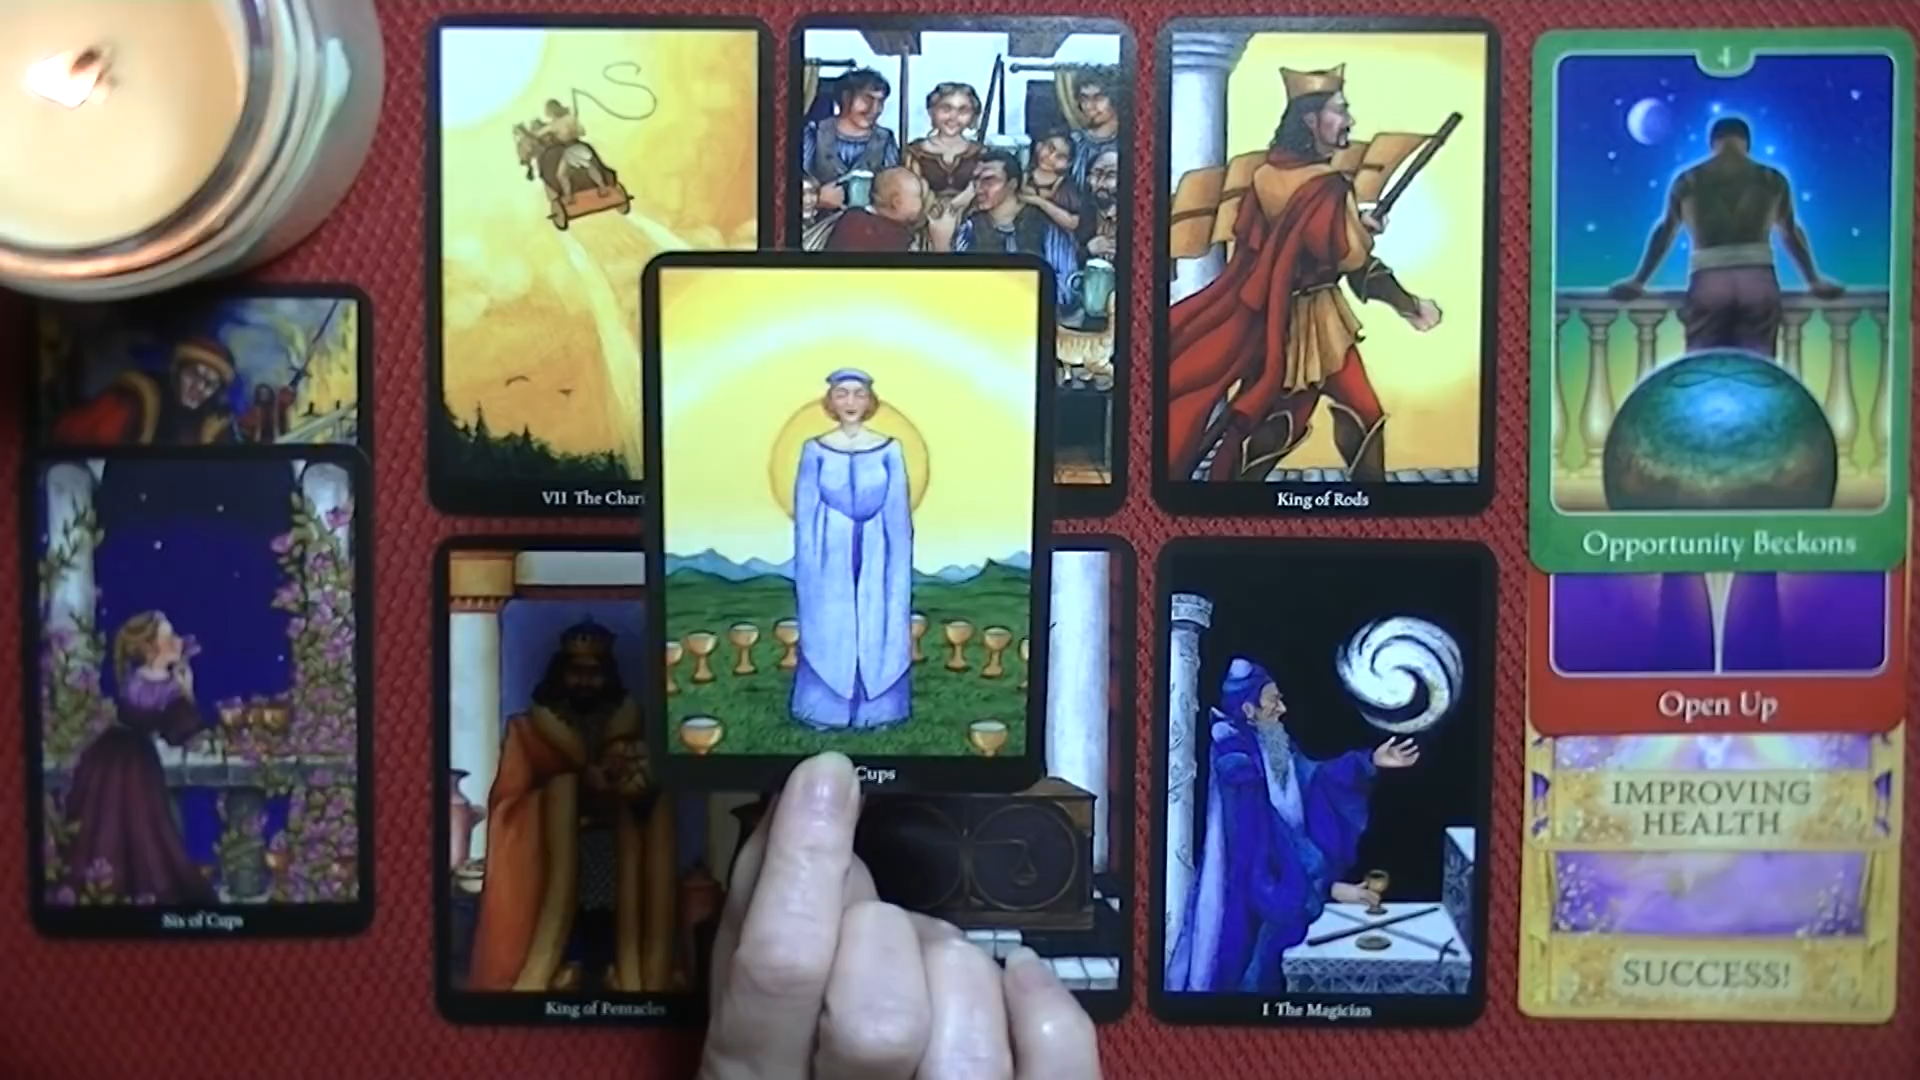 VII The Char
King of Rods
4
Opportunity Beckons
Open Up
IMPROVING
HEALTH
SUCCESS!
Cups
Six of Cups
King of Pentacles
I The Magician